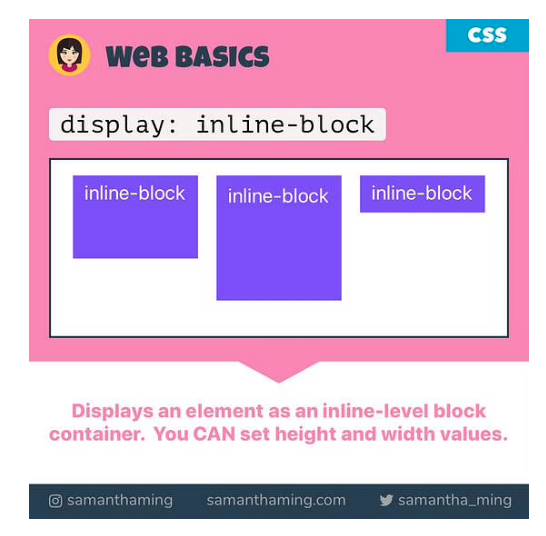 CSS
WeB BASICS
display: inline-block
inline-block
inline-block
inline-block
Displays an element as an inline-level block
container. You CAN set height and width values.
samanthaming samanthaming.com samantha_ming